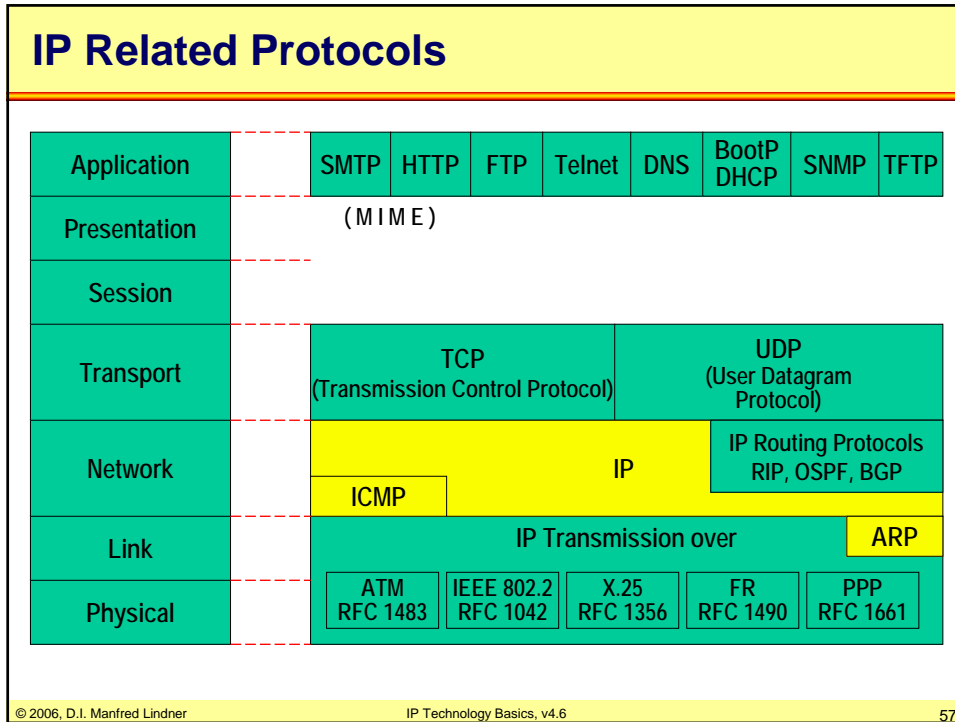 IP Related Protocols
Application
SMTP
HTTP
FTP
Telnet
DNS
BootP
DHCP
SNMP
TFTP
Presentation
(MIME)
Session
Transport
TCP
(Transmission Control Protocol)
UDP
(User Datagram
Protocol)
Network
IP
IP Routing Protocols
RIP, OSPF, BGP
ICMP
Link
IP Transmission over
ARP
Physical
ATM
RFC 1483
IEEE 802.2
RFC 1042
X.25
RFC 1356
FR
RFC 1490
PPP
RFC 1661
© 2006, D.I. Manfred Lindner
IP Technology Basics, v4.6
57